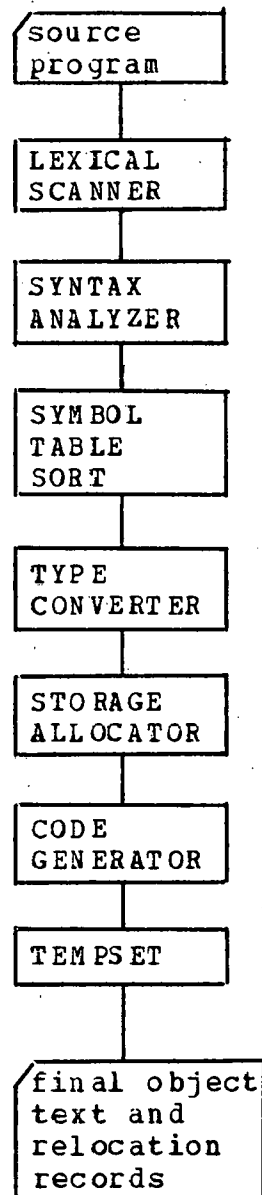 source
program
LEXICAL
SCANNER
SYNTAX
ANALYZER
SYMBOL
TABLE
SORT
TYPE
CONVERTER
STORAGE
ALLOCATOR
CODE
GENERATOR
TEMPSET
final object
text and
relocation
records